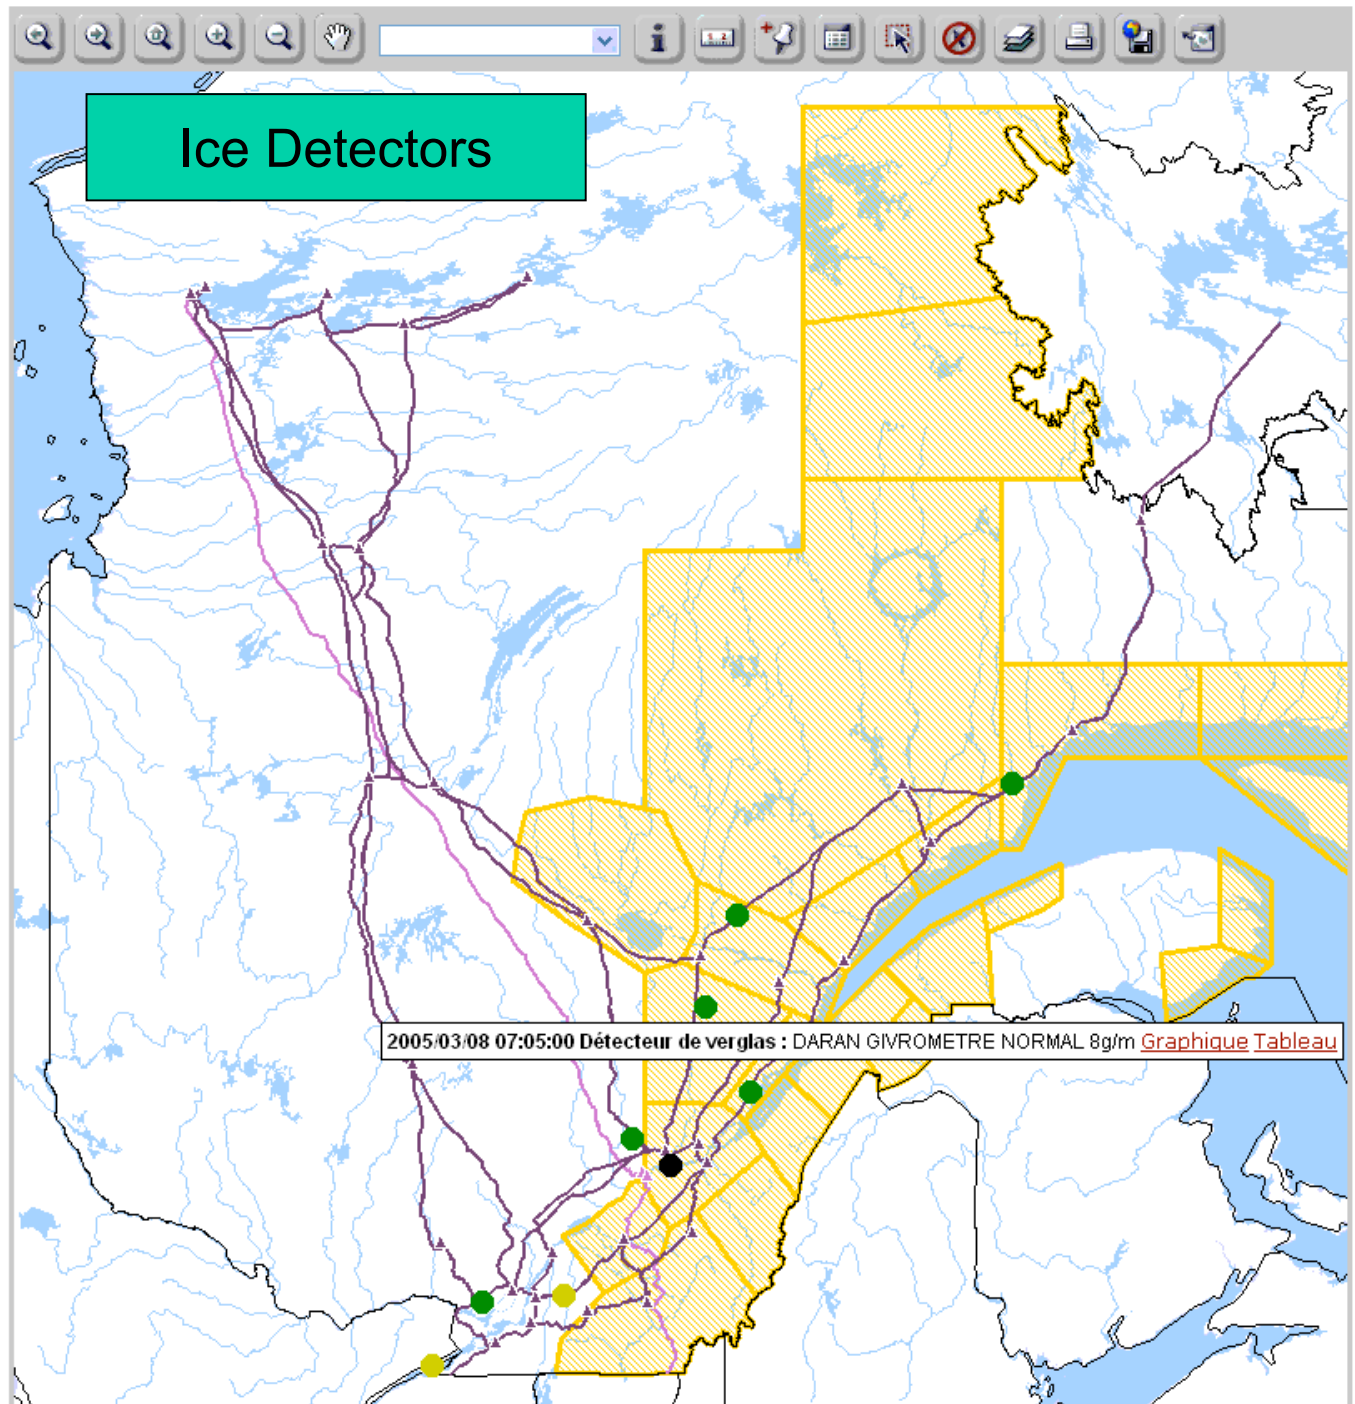 Ice Detectors
2005/03/08 07:05:00 Détecteur de verglas : DARAN GIVROMETRE NORMAL 8g/m Graphique Tableau